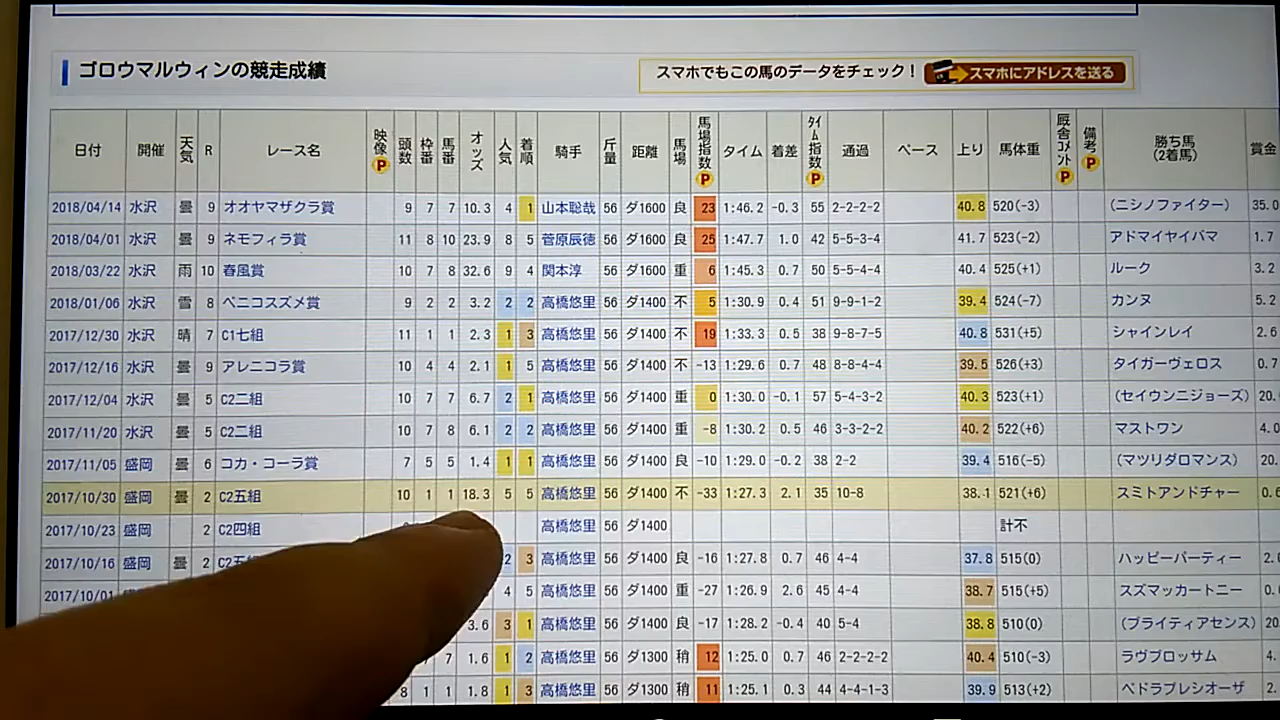 ゴロウマルウィンの競走成績
スマホでもこの馬のデータをチェック! スマホにアドレスを送る
日付 開催 天気 R レース名 映像 P 頭数 枠番 馬番 オッズ 人気 着順 騎手 斤量 距離 馬場 馬場指数 P タイム 着差 タイム指数 P 通過 ペース 上り 馬体重 厩舎コメント P 備考 P 勝ち馬(2着馬) 賞金
2018/04/14 水沢 曇 9 オオヤマザクラ賞 9 7 7 10.3 4 1 山本聡哉 56 ダ1600 良 23 1:46.2 -0.3 55 2-2-2-2 40.8 520(-3) (ニシノファイター) 35.0
2018/04/01 水沢 曇 9 ネモフィラ賞 11 8 10 23.9 8 5 菅原辰徳 56 ダ1600 良 25 1:47.7 1.0 42 5-5-3-4 41.7 523(-2) アドマイヤイバマ 1.7
2018/03/22 水沢 雨 10 春風賞 10 7 8 32.6 9 4 関本淳 56 ダ1600 重 6 1:45.3 0.7 50 5-5-4-4 40.4 525(+1) ルーク 3.2
2018/01/06 水沢 雪 8 ベニコスズメ賞 9 2 2 3.2 2 2 高橋悠里 56 ダ1400 不 5 1:30.9 0.4 51 9-9-1-2 39.4 524(-7) カンヌ 5.2
2017/12/30 水沢 晴 7 C1七組 11 1 1 2.3 1 3 高橋悠里 56 ダ1400 不 19 1:33.3 0.5 38 9-8-7-5 40.8 531(+5) シャインレイ 2.6
2017/12/16 水沢 曇 9 アレニコラ賞 10 4 4 2.1 1 5 高橋悠里 56 ダ1400 不 -13 1:29.6 0.7 48 8-8-4-4 39.5 526(+3) タイガーヴェロス 0.7
2017/12/04 水沢 曇 5 C2二組 10 7 7 6.7 2 1 高橋悠里 56 ダ1400 重 0 1:30.0 -0.1 57 5-4-3-2 40.3 523(+1) (セイウンニジョーズ) 20.
2017/11/20 水沢 曇 5 C2二組 10 7 8 6.1 2 2 高橋悠里 56 ダ1400 重 -8 1:30.2 0.5 46 3-3-2-2 40.2 522(+6) マストワン 4.0
2017/11/05 盛岡 曇 6 コカ・コーラ賞 7 5 5 1.4 1 1 高橋悠里 56 ダ1400 良 -10 1:29.0 -0.2 38 2-2 39.4 516(-5) (マツリダロマンス) 20.
2017/10/30 盛岡 曇 2 C2五組 10 1 1 18.3 5 5 高橋悠里 56 ダ1400 不 -33 1:27.3 2.1 35 10-8 38.1 521(+6) スミトアンドチャー 0.6
2017/10/23 盛岡 2 C2四組 高橋悠里 56 ダ1400 計不
2017/10/16 盛岡 曇 2 C2五 2 3 高橋悠里 56 ダ1400 良 -16 1:27.8 0.7 46 4-4 37.8 515(0) ハッピーパーティー 2.
2017/10/01 4 5 高橋悠里 56 ダ1400 重 -27 1:26.9 2.6 45 4-4 38.7 515(+5) スズマッカートニー 0.
3.6 3 1 高橋悠里 56 ダ1400 良 -17 1:28.2 -0.4 40 5-4 38.8 510(0) (ブライティアセンス) 20
7 1.6 1 2 高橋悠里 56 ダ1300 稍 12 1:25.0 0.7 46 2-2-2-2 40.4 510(-3) ラヴブロッサム 4.
8 1 1 1.8 1 3 高橋悠里 56 ダ1300 稍 11 1:25.1 0.3 44 4-4-1-3 39.9 513(+2) ペドラブレシオーザ 2.